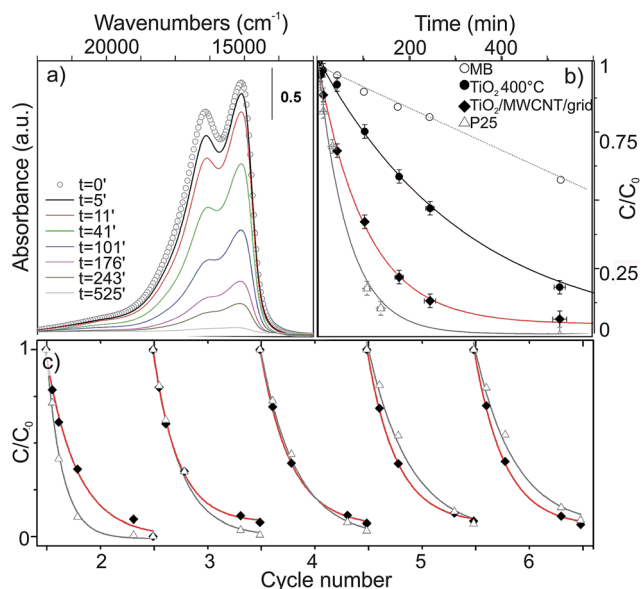 Wavenumbers (cm⁻¹)
20000 15000
a)
0.5
Absorbance (a.u.)
t=0'
t=5'
t=11'
t=41'
t=101'
t=176'
t=243'
t=525'
Time (min)
0 200 400
b)
MB
TiO₂ 400°C
TiO₂/MWCNT/grid
P25
1
0.75
0.25
0
C/C₀
c)
1
0
C/C₀
2 3 4 5 6
Cycle number